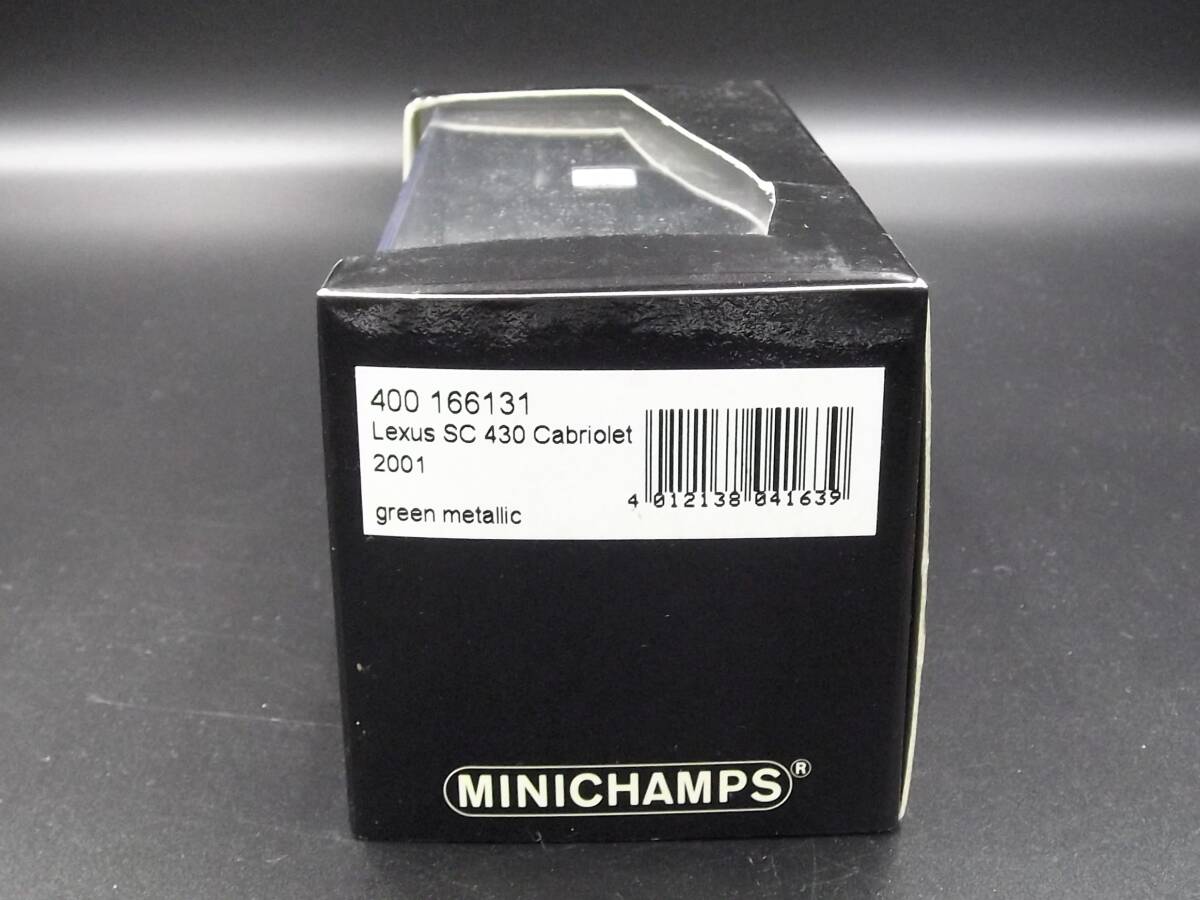 400 166131
Lexus SC 430 Cabriolet
2001
green metallic
4 012138 041639
MINICHAMPS®